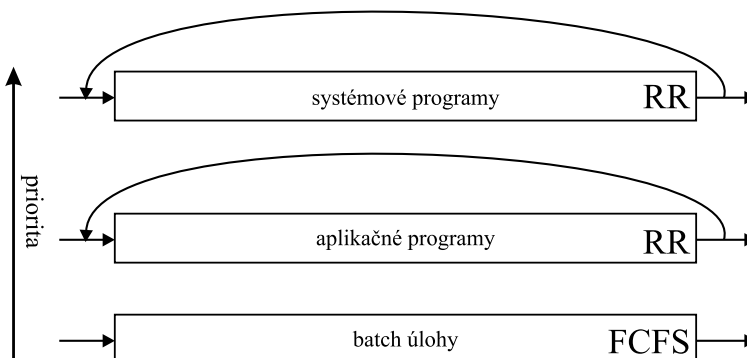 systémové programy RR
priorita
aplikačné programy RR
batch úlohy FCFS